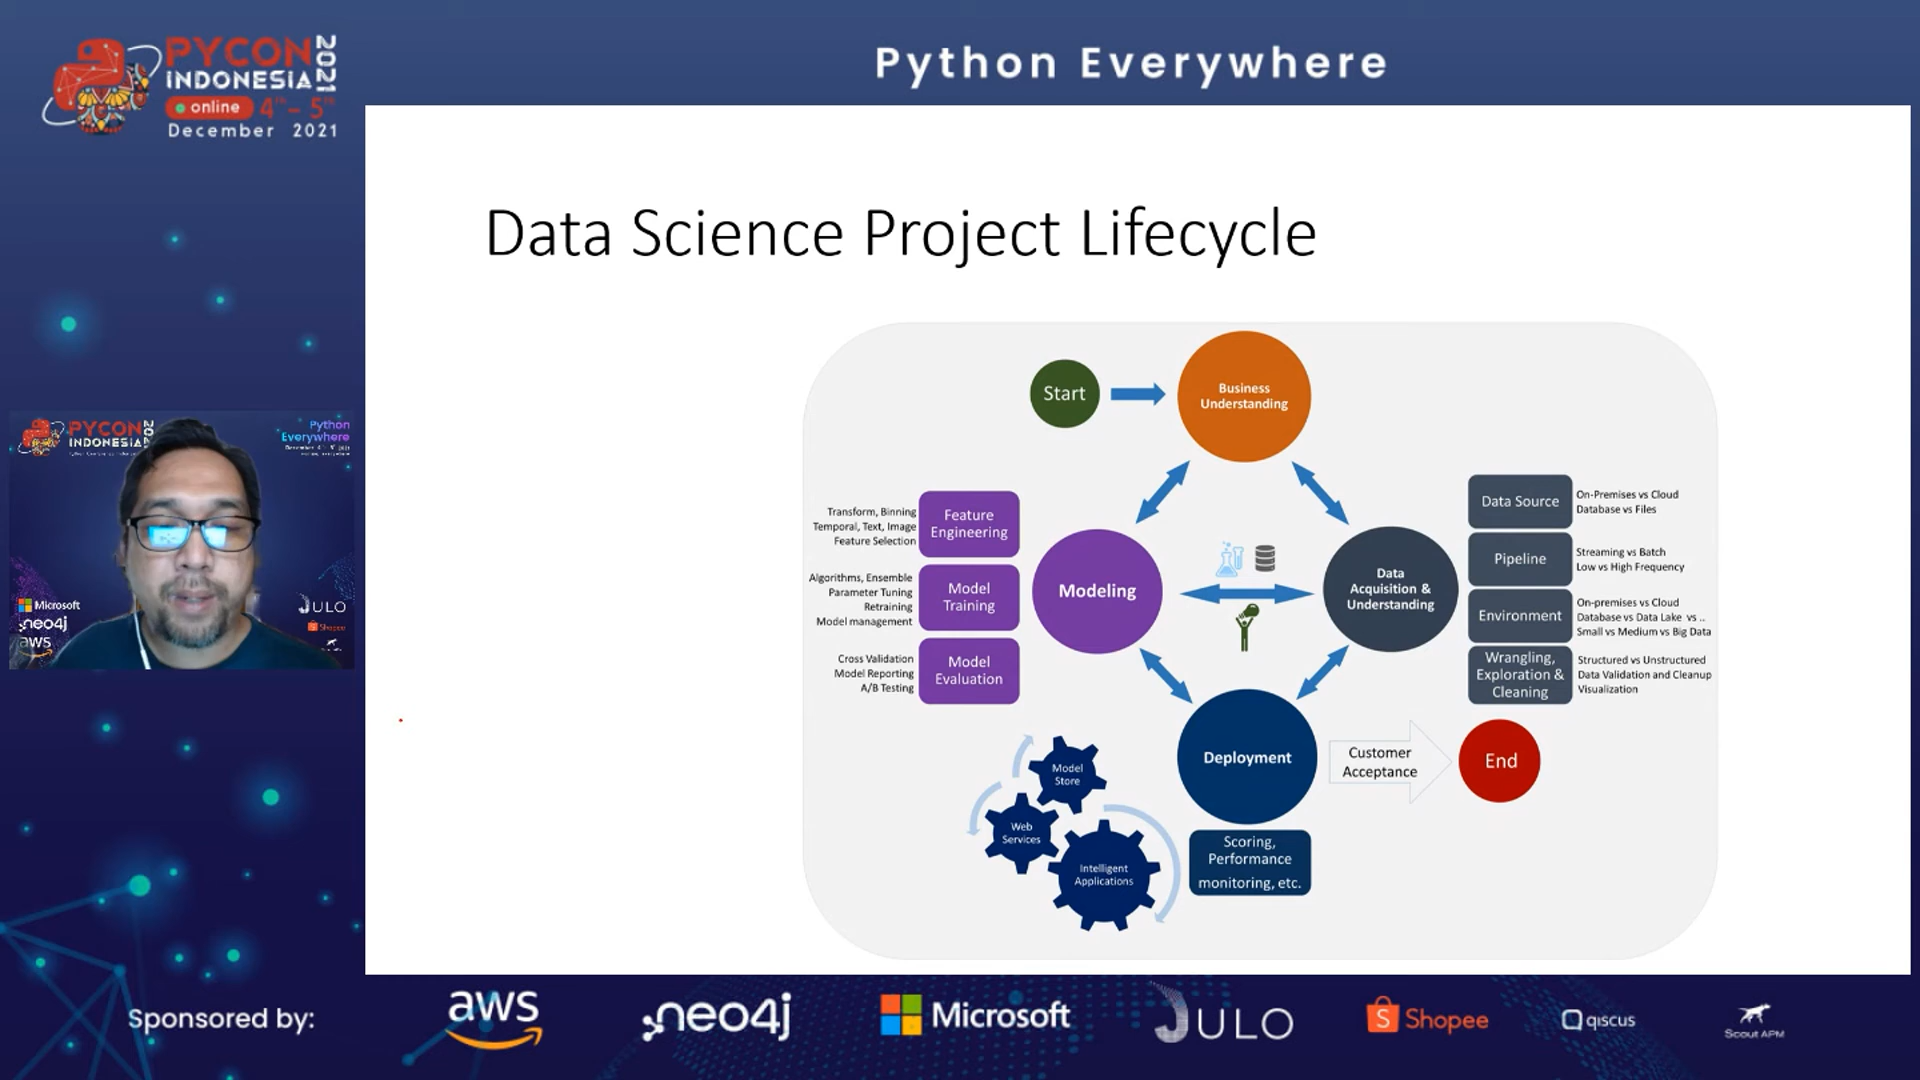 PYCON
2021
INDONESIA
online 4th - 5th
December 2021
Python Everywhere
Data Science Project Lifecycle
Start
Business
Understanding
Feature
Engineering
Transform, Binning
Temporal, Text, Image
Feature Selection
Model
Training
Algorithms, Ensemble
Parameter Tuning
Retraining
Model management
Model
Evaluation
Cross Validation
Model Reporting
A/B Testing
Modeling
Data
Acquisition &
Understanding
Data Source
On-Premises vs Cloud
Database vs Files
Pipeline
Streaming vs Batch
Low vs High Frequency
Environment
On-premises vs Cloud
Database vs Data Lake vs ..
Small vs Medium vs Big Data
Wrangling,
Exploration &
Cleaning
Structured vs Unstructured
Data Validation and Cleanup
Visualization
Deployment
Customer
Acceptance
End
Scoring,
Performance
monitoring, etc.
Model
Store
Web
Services
Intelligent
Applications
PYCON
INDONESIA
Python
Everywhere
Microsoft
neo4j
aws
JULO
Shopee
Sponsored by:
aws
neo4j
Microsoft
JULO
Shopee
qiscus
Scout APM